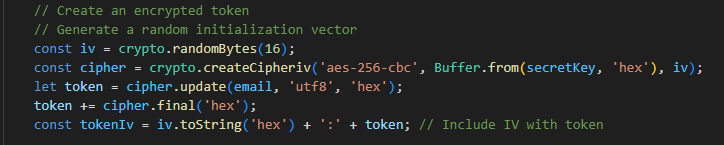 // Create an encrypted token
// Generate a random initialization vector
const iv = crypto.randomBytes(16);
const cipher = crypto.createCipheriv('aes-256-cbc', Buffer.from(secretKey, 'hex'), iv);
let token = cipher.update(email, 'utf8', 'hex');
token += cipher.final('hex');
const tokenIv = iv.toString('hex') + ':' + token; // Include IV with token